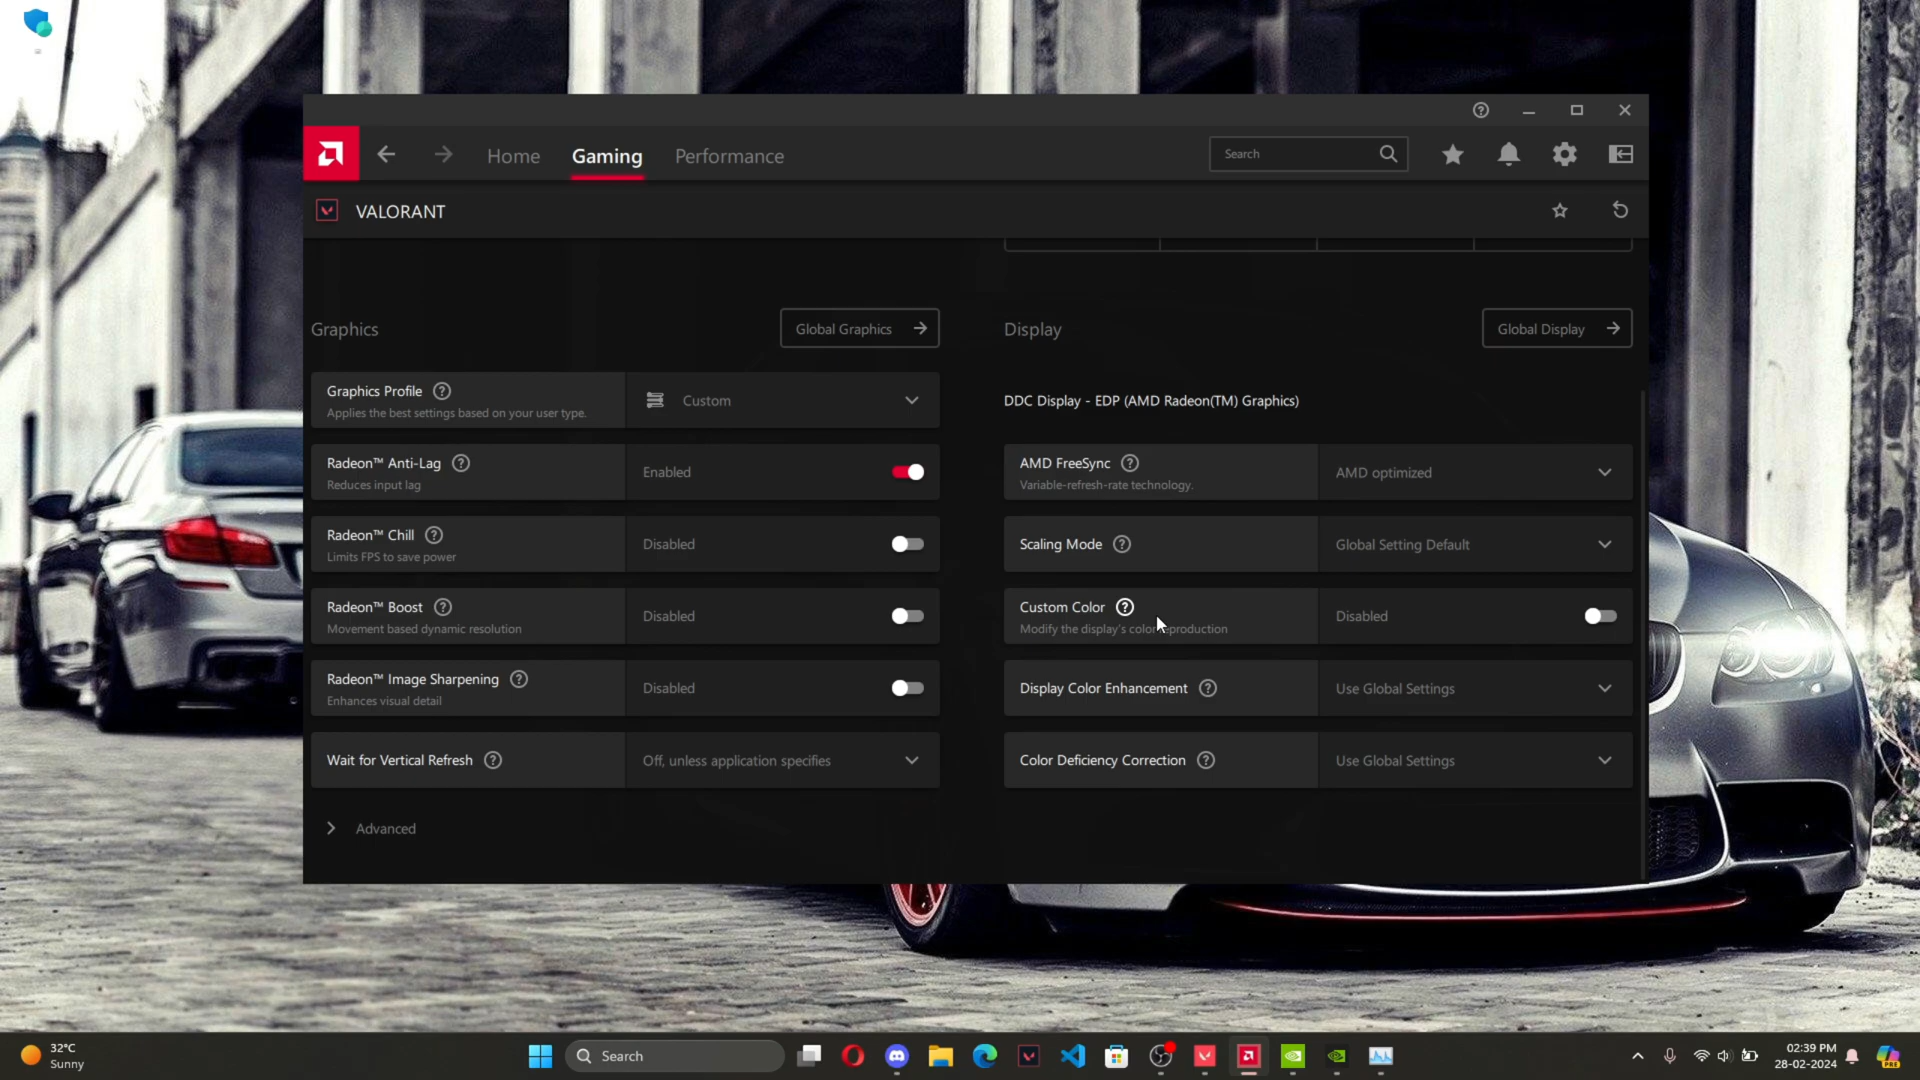 Home
Gaming
Performance
Search
VALORANT
Graphics
Global Graphics
Graphics Profile
Applies the best settings based on your user type.
Custom
Radeon™ Anti-Lag
Reduces input lag
Enabled
Radeon™ Chill
Limits FPS to save power
Disabled
Radeon™ Boost
Movement based dynamic resolution
Disabled
Radeon™ Image Sharpening
Enhances visual detail
Disabled
Wait for Vertical Refresh
Off, unless application specifies
Advanced
Display
Global Display
DDC Display - EDP (AMD Radeon(TM) Graphics)
AMD FreeSync
Variable-refresh-rate technology.
AMD optimized
Scaling Mode
Global Setting Default
Custom Color
Modify the display's color reproduction
Disabled
Display Color Enhancement
Use Global Settings
Color Deficiency Correction
Use Global Settings
32°C
Sunny
Search
02:39 PM
28-02-2024
PRE